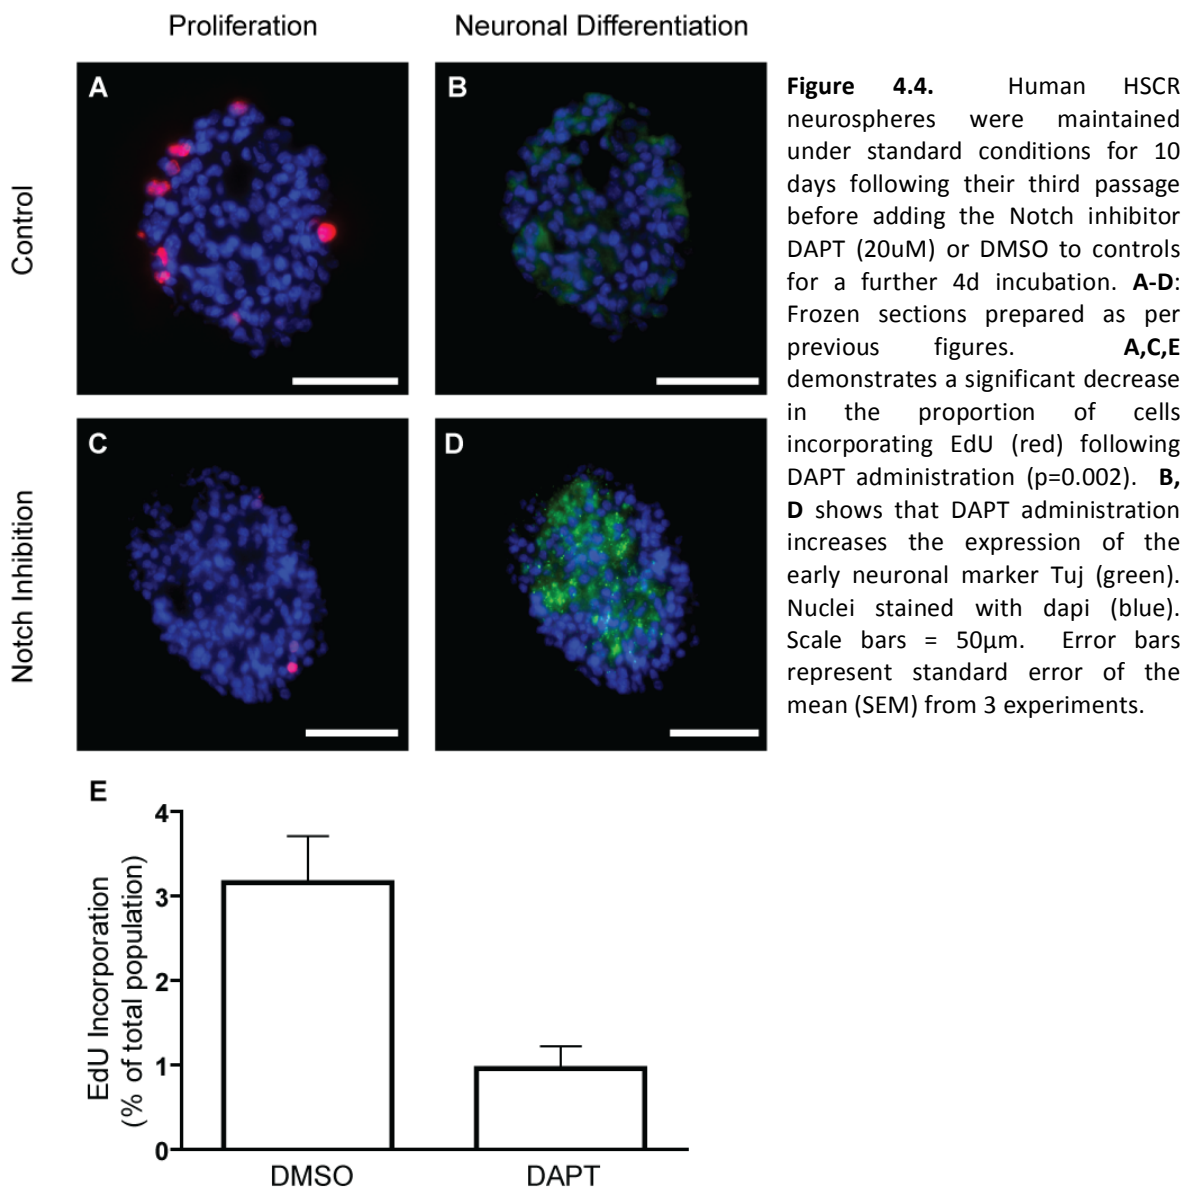 Proliferation
Neuronal Differentiation
Control
Notch Inhibition
A
B
C
D
Figure 4.4. Human HSCR
neurospheres were maintained
under standard conditions for 10
days following their third passage
before adding the Notch inhibitor
DAPT (20uM) or DMSO to controls
for a further 4d incubation. A-D:
Frozen sections prepared as per
previous figures. A,C,E
demonstrates a significant decrease
in the proportion of cells
incorporating EdU (red) following
DAPT administration (p=0.002). B,
D shows that DAPT administration
increases the expression of the
early neuronal marker Tuj (green).
Nuclei stained with dapi (blue).
Scale bars = 50µm. Error bars
represent standard error of the
mean (SEM) from 3 experiments.
E
EdU Incorporation
(% of total population)
4
3
2
1
0
DMSO
DAPT